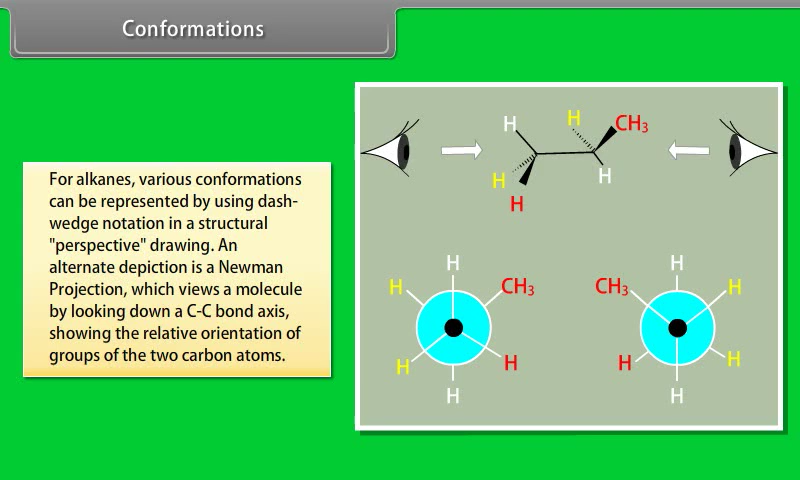 Conformations
For alkanes, various conformations
can be represented by using dash-
wedge notation in a structural
"perspective" drawing. An
alternate depiction is a Newman
Projection, which views a molecule
by looking down a C-C bond axis,
showing the relative orientation of
groups of the two carbon atoms.
H H CH₃
H H
H
H H
H CH₃ CH₃ H
H H H H
H H